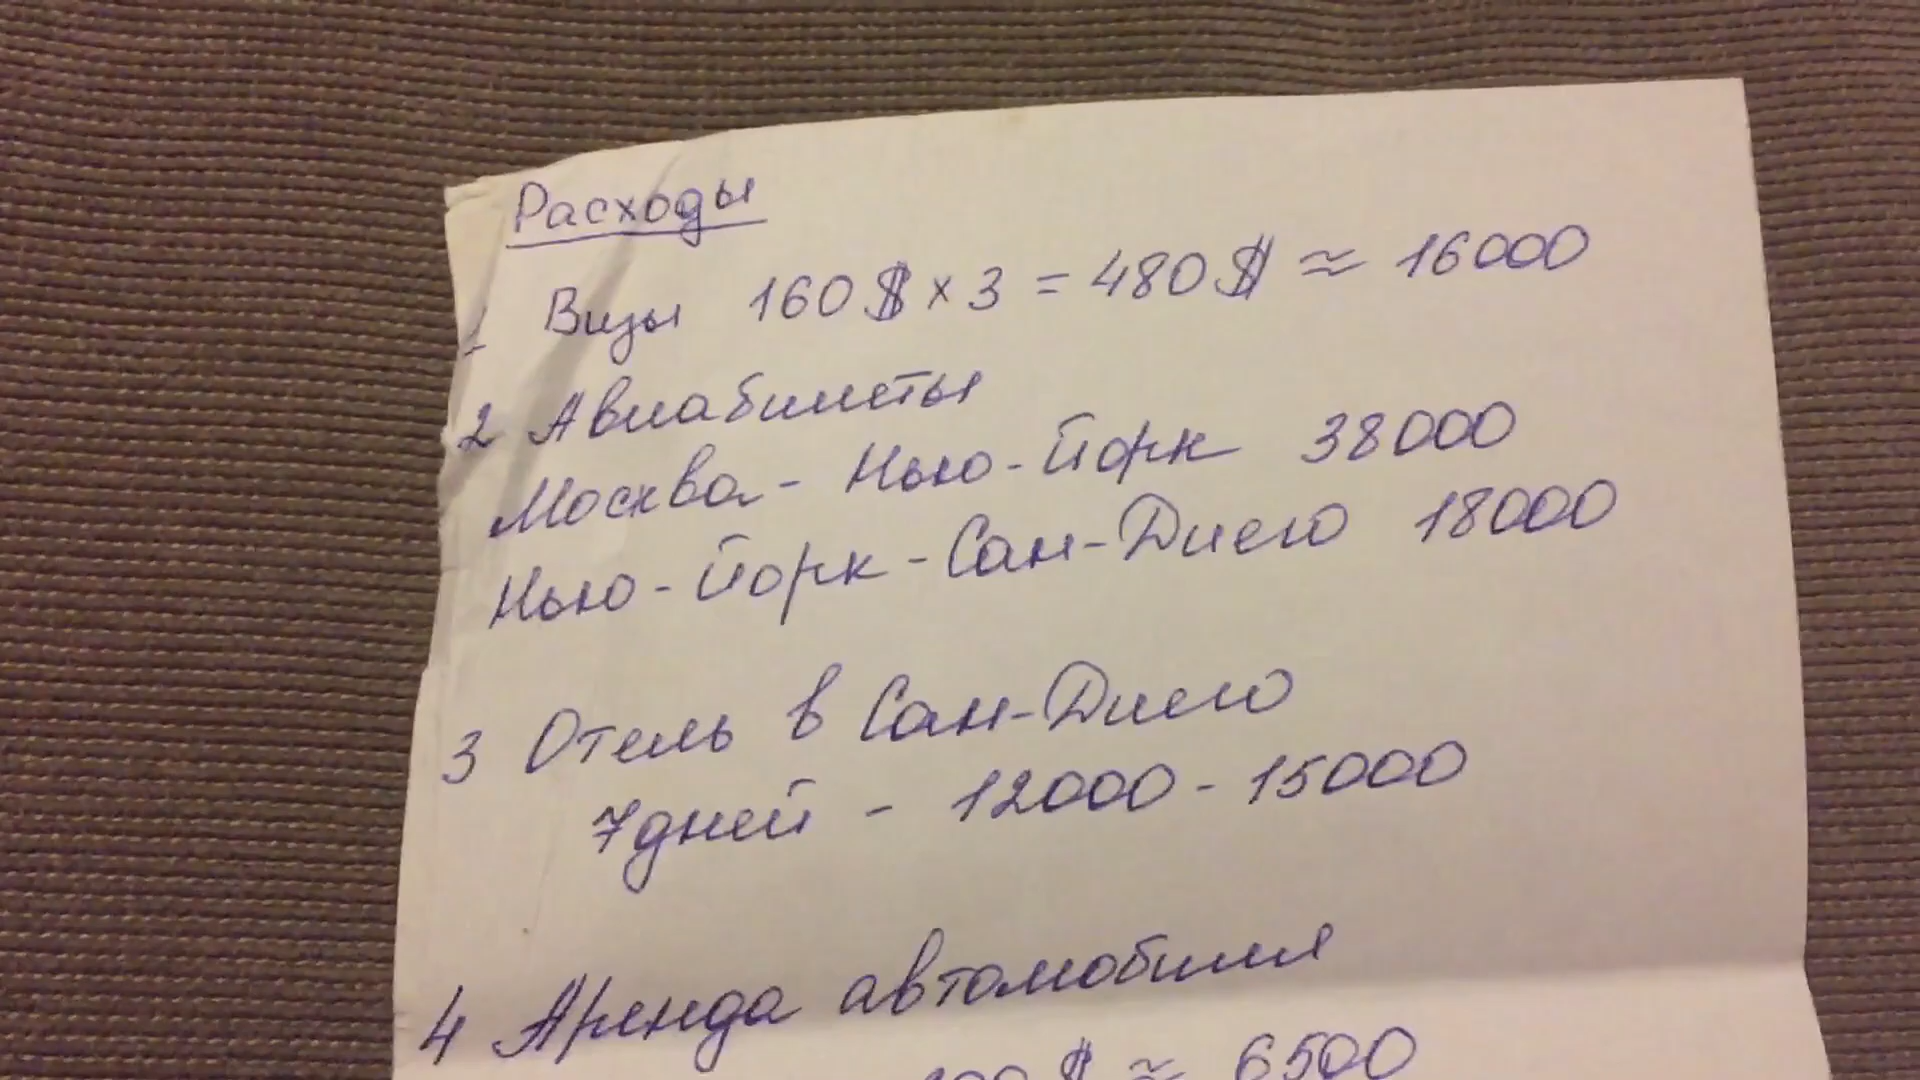 Расходы
1 Визы 160$ × 3 = 480$ ≈ 16000
2 Авиабилеты
Москва - Нью-Йорк 38000
Нью-Йорк - Сан-Диего 18000
3 Отель в Сан-Диего
7 дней - 12000 - 15000
4 Аренда автомобиля
$ ≈ 6500